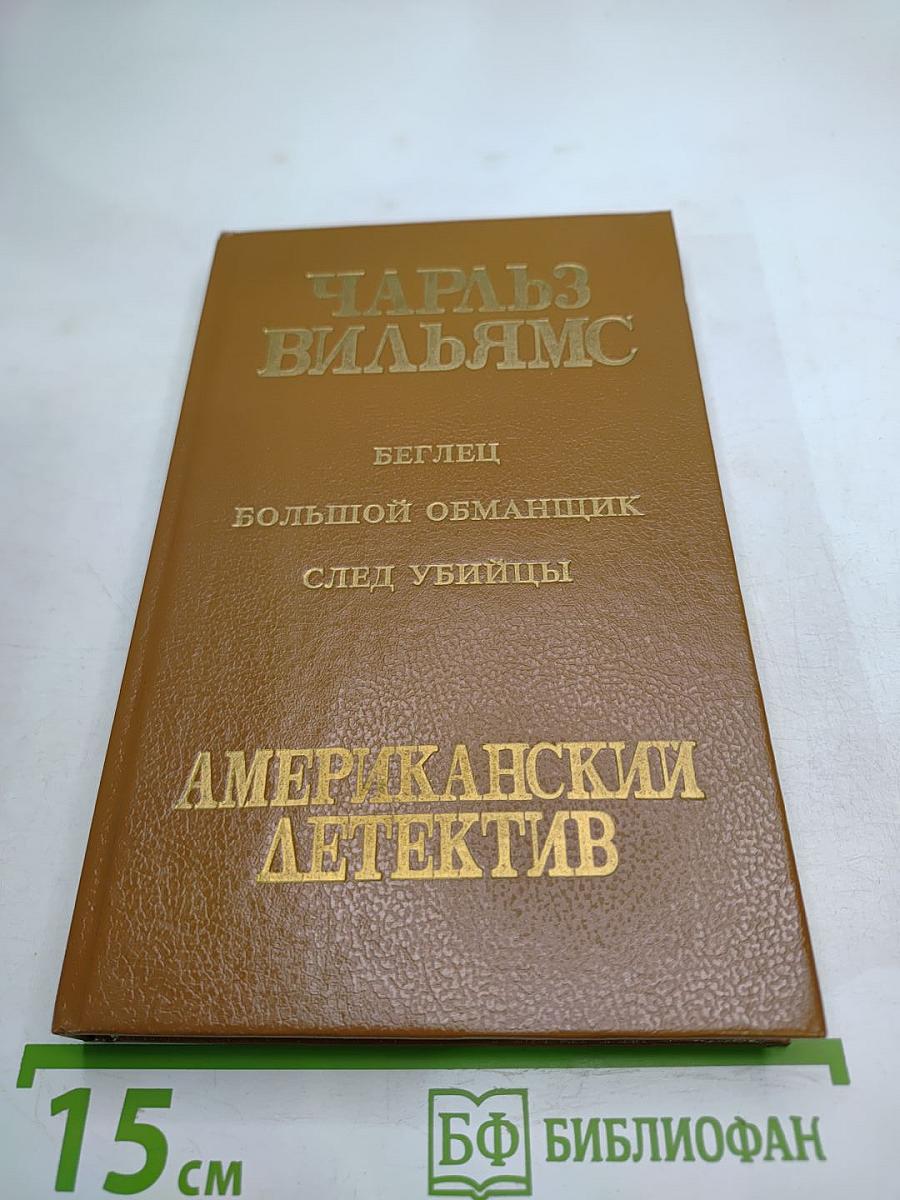 ЧАРЛЬЗ
ВИЛЬЯМС
БЕГЛЕЦ
БОЛЬШОЙ ОБМАНЩИК
СЛЕД УБИЙЦЫ
АМЕРИКАНСКИЙ
ДЕТЕКТИВ
15 см
БФ БИБЛИОФАН